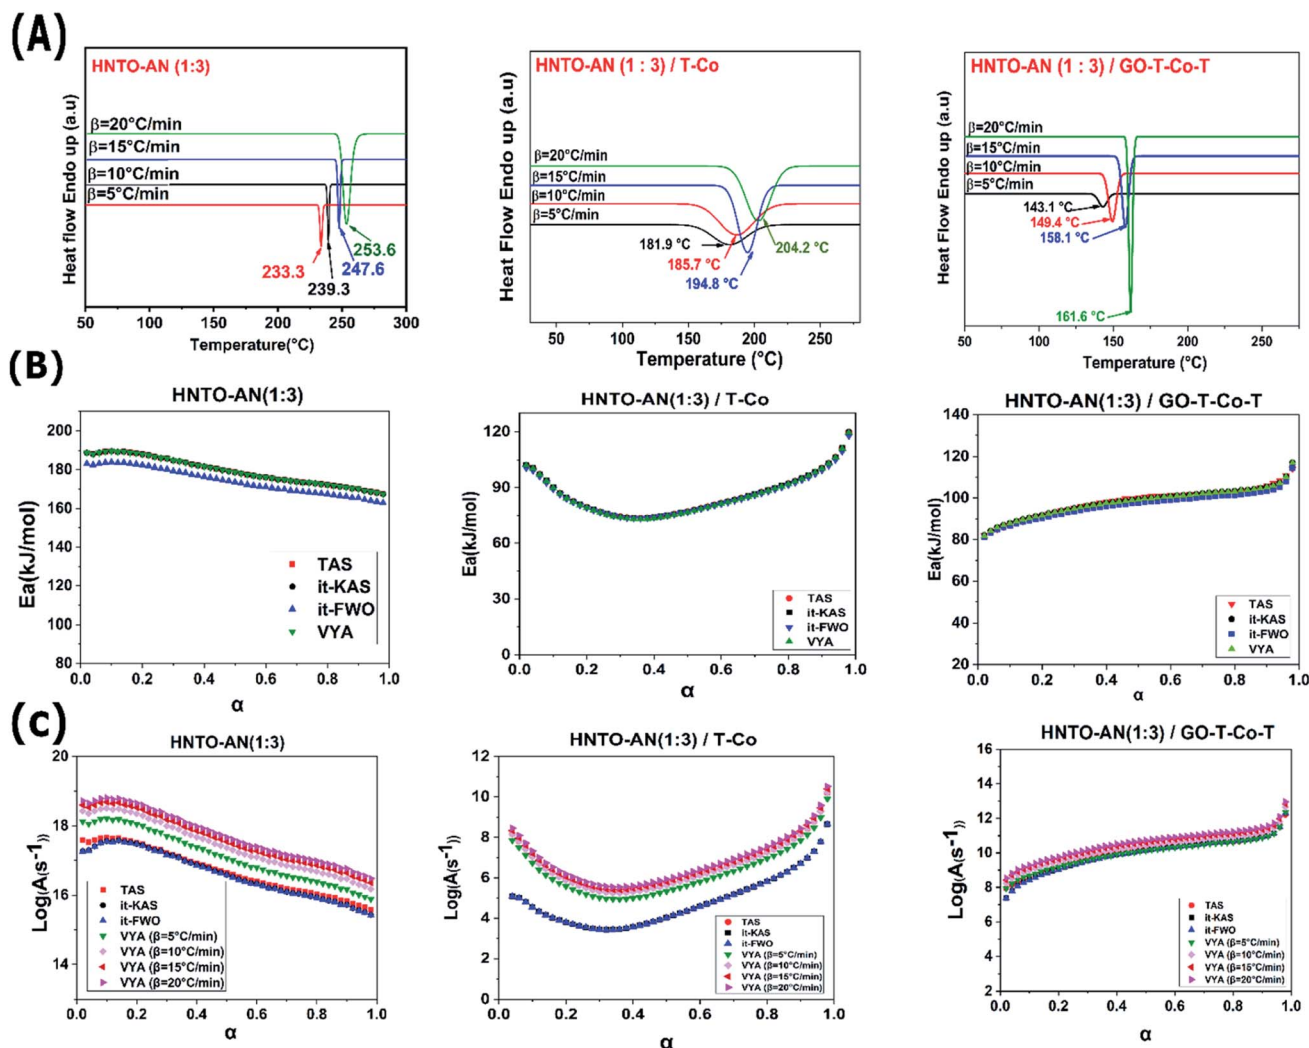 (A)
HNTO-AN (1:3)
β=20°C/min
β=15°C/min
β=10°C/min
β=5°C/min
253.6
247.6
233.3
239.3
Heat flow Endo up (a.u)
50 100 150 200 250 300
Temperature(°C)
HNTO-AN (1 : 3) / T-Co
β=20°C/min
β=15°C/min
β=10°C/min
β=5°C/min
181.9 °C
204.2 °C
185.7 °C
194.8 °C
Heat Flow Endo up (a.u)
50 100 150 200 250
Temperature (°C)
HNTO-AN (1 : 3) / GO-T-Co-T
β=20°C/min
β=15°C/min
β=10°C/min
β=5°C/min
143.1 °C
149.4 °C
158.1 °C
161.6 °C
Heat Flow Endo up (a.u)
50 100 150 200 250
Temperature (°C)
(B)
HNTO-AN(1:3)
200
180
160
140
120
100
80
Ea(kJ/mol)
TAS
it-KAS
it-FWO
VYA
0.0 0.2 0.4 0.6 0.8 1.0
α
HNTO-AN(1:3) / T-Co
120
90
60
30
0
Ea(kJ/mol)
TAS
it-KAS
it-FWO
VYA
0.0 0.2 0.4 0.6 0.8 1.0
α
HNTO-AN(1:3) / GO-T-Co-T
140
120
100
80
60
40
20
Ea(kJ/mol)
TAS
it-KAS
it-FWO
VYA
0.0 0.2 0.4 0.6 0.8 1.0
α
(c)
HNTO-AN(1:3)
20
18
16
14
Log(A(s-1))
TAS
it-KAS
it-FWO
VYA (β=5°C/min)
VYA (β=10°C/min)
VYA (β=15°C/min)
VYA (β=20°C/min)
0.0 0.2 0.4 0.6 0.8 1.0
α
HNTO-AN(1:3) / T-Co
12
10
8
6
4
2
0
Log(A(s-1))
TAS
it-KAS
it-FWO
VYA (β=5°C/min)
VYA (β=10°C/min)
VYA (β=15°C/min)
VYA (β=20°C/min)
0.0 0.2 0.4 0.6 0.8 1.0
α
HNTO-AN(1:3) / GO-T-Co-T
16
14
12
10
8
6
4
2
Log(A(s-1))
TAS
it-KAS
it-FWO
VYA (β=5°C/min)
VYA (β=10°C/min)
VYA (β=15°C/min)
VYA (β=20°C/min)
0.0 0.2 0.4 0.6 0.8 1.0
α